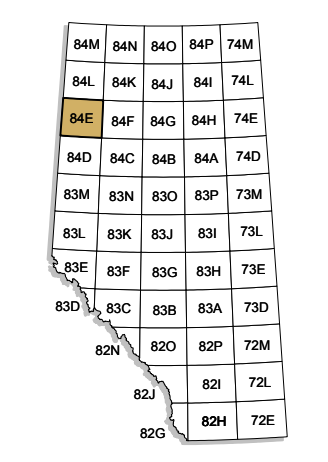 84M 84N 84O 84P 74M
84L 84K 84J 84I 74L
84E 84F 84G 84H 74E
84D 84C 84B 84A 74D
83M 83N 83O 83P 73M
83L 83K 83J 83I 73L
83E 83F 83G 83H 73E
83D 83C 83B 83A 73D
82N 82O 82P 72M
82J 82I 72L
82G 82H 72E